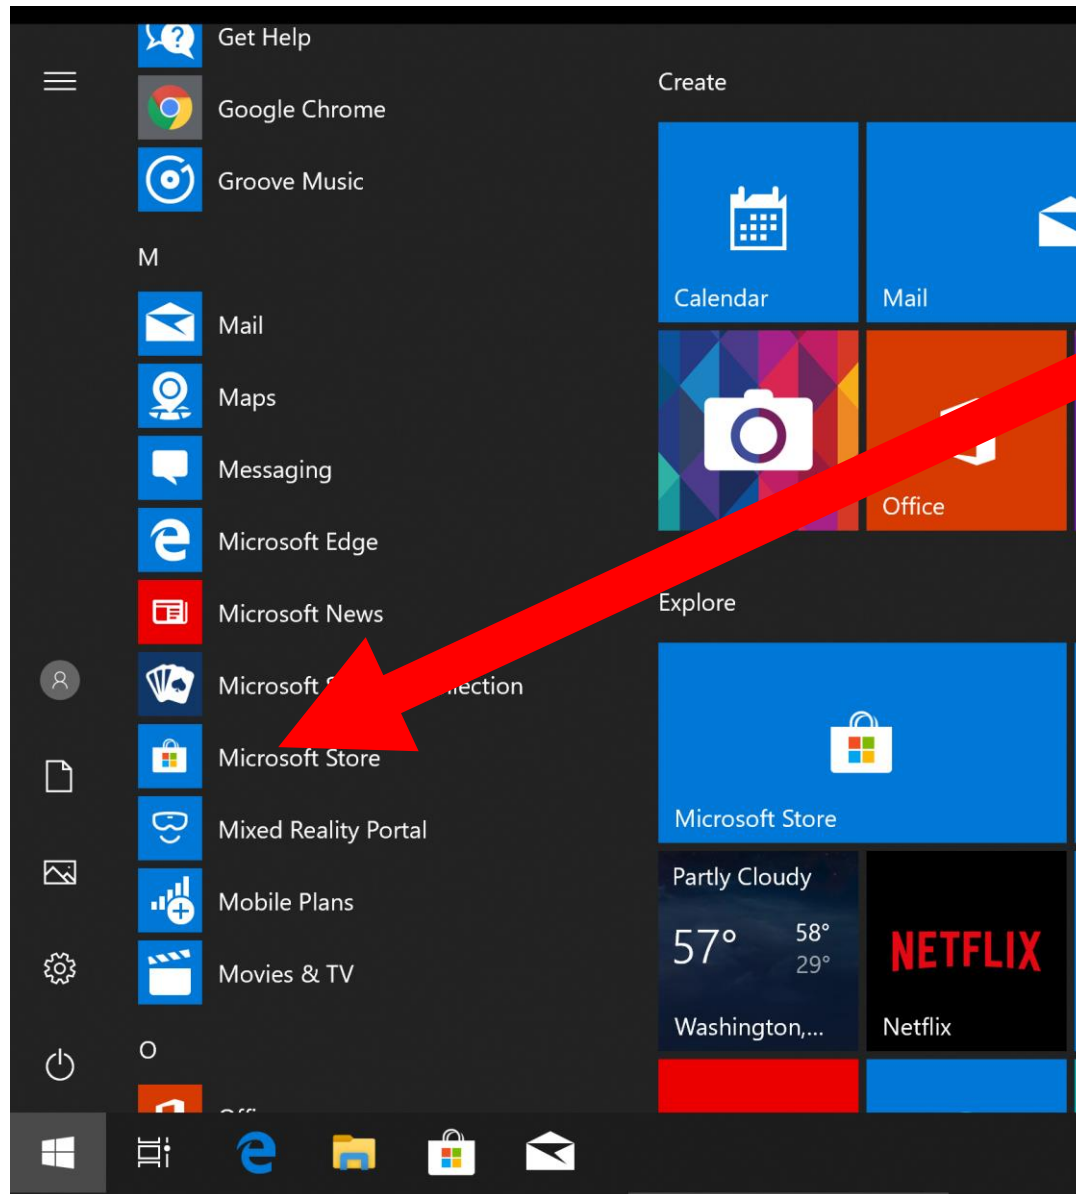 Get Help
Google Chrome
Groove Music
M
Mail
Maps
Messaging
Microsoft Edge
Microsoft News
Microsoft
Microsoft Store
Mixed Reality Portal
Mobile Plans
Movies & TV
O
Create
Calendar
Mail
Office
Explore
Microsoft Store
Partly Cloudy
57° 58°
29°
Washington,...
NETFLIX
Netflix